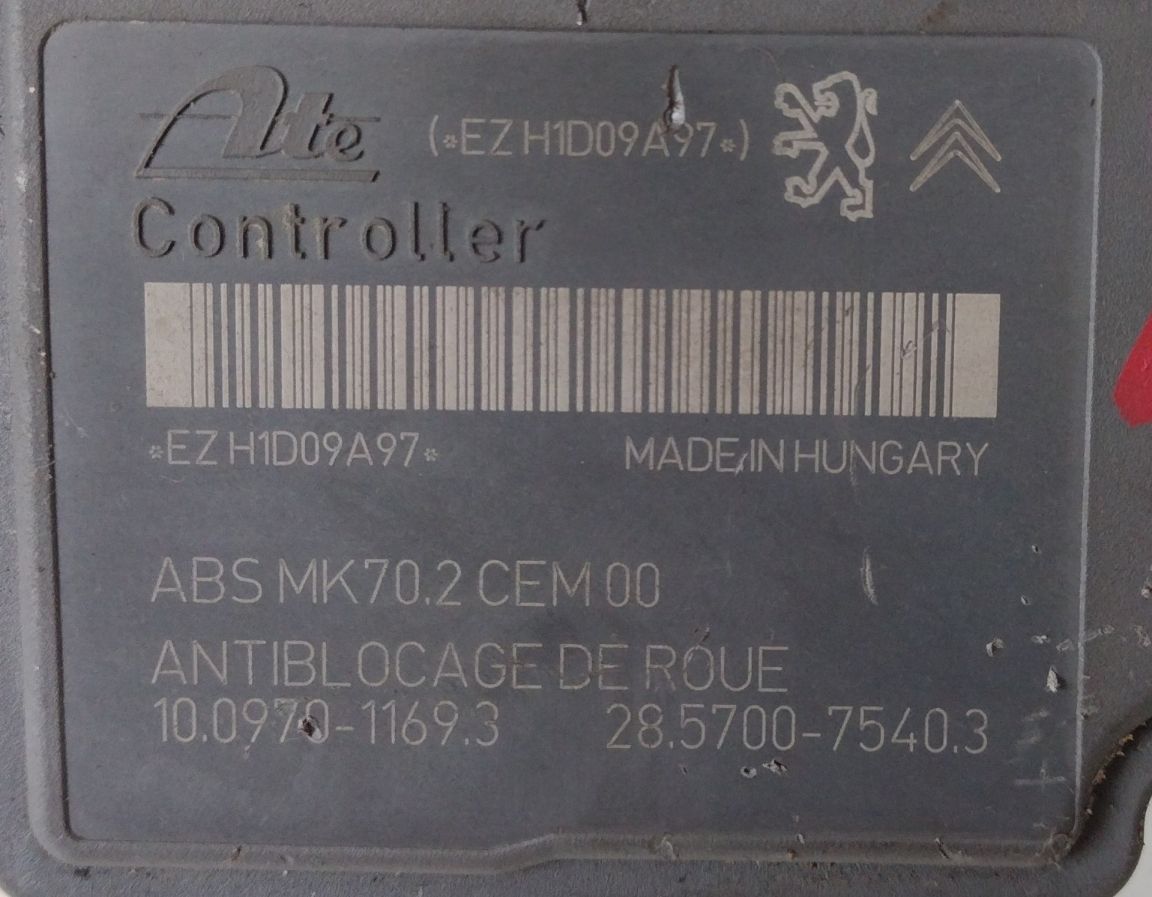 Ate (*EZ H1D09A97*)
Controller
*EZ H1D09A97* MADE IN HUNGARY
ABS MK70.2 CEM 00
ANTIBLOCAGE DE ROUE
10.0970-1169.3 28.5700-7540.3